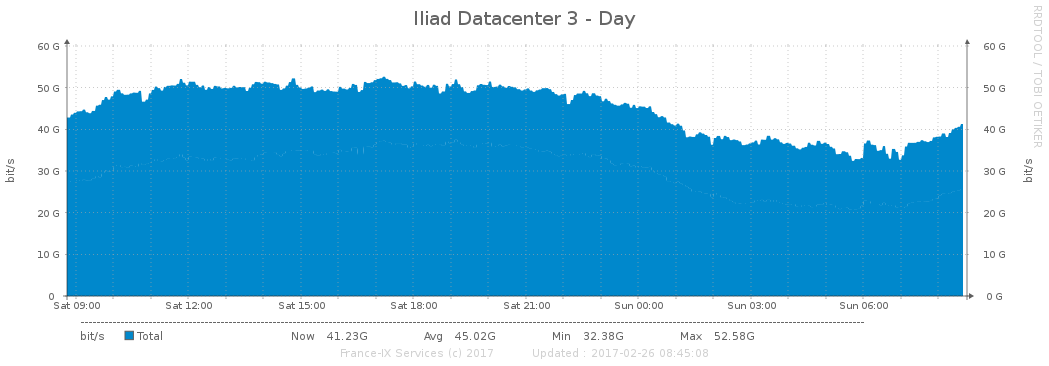 Iliad Datacenter 3 - Day
RRDTOOL / TOBI OETIKER
60 G 60 G
50 G 50 G
40 G 40 G
30 G 30 G
20 G 20 G
10 G 10 G
0 0 G
bit/s bit/s
Sat 09:00 Sat 12:00 Sat 15:00 Sat 18:00 Sat 21:00 Sun 00:00 Sun 03:00 Sun 06:00
bit/s Total Now 41.23G Avg 45.02G Min 32.38G Max 52.58G
France-IX Services (c) 2017 Updated : 2017-02-26 08:45:08